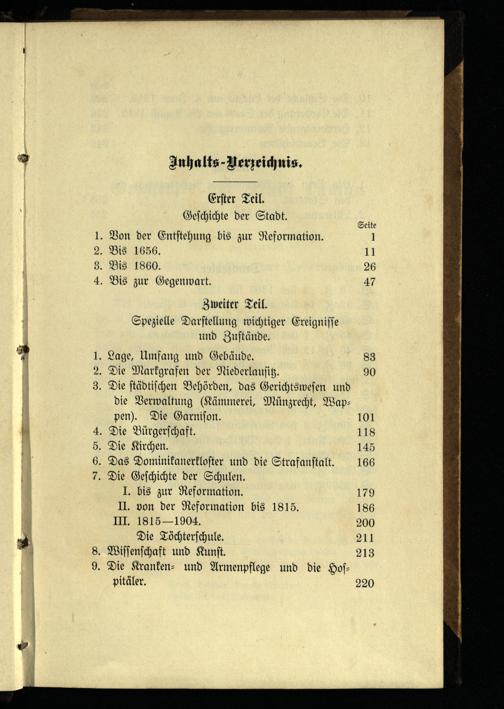 Inhalts-Verzeichnis.
Erster Teil.
Geschichte der Stadt.
Seite
1. Von der Entstehung bis zur Reformation. 1
2. Bis 1656. 11
3. Bis 1860. 26
4. Bis zur Gegenwart. 47
Zweiter Teil.
Spezielle Darstellung wichtiger Ereignisse
und Zustände.
1. Lage, Umfang und Gebäude. 83
2. Die Markgrafen der Niederlausitz. 90
3. Die städtischen Behörden, das Gerichtswesen und
die Verwaltung (Kämmerei, Münzrecht, Wap-
pen). Die Garnison. 101
4. Die Bürgerschaft. 118
5. Die Kirchen. 145
6. Das Dominikanerkloster und die Strafanstalt. 166
7. Die Geschichte der Schulen.
I. bis zur Reformation. 179
II. von der Reformation bis 1815. 186
III. 1815—1904. 200
Die Töchterschule. 211
8. Wissenschaft und Kunst. 213
9. Die Kranken- und Armenpflege und die Hos-
pitäler. 220